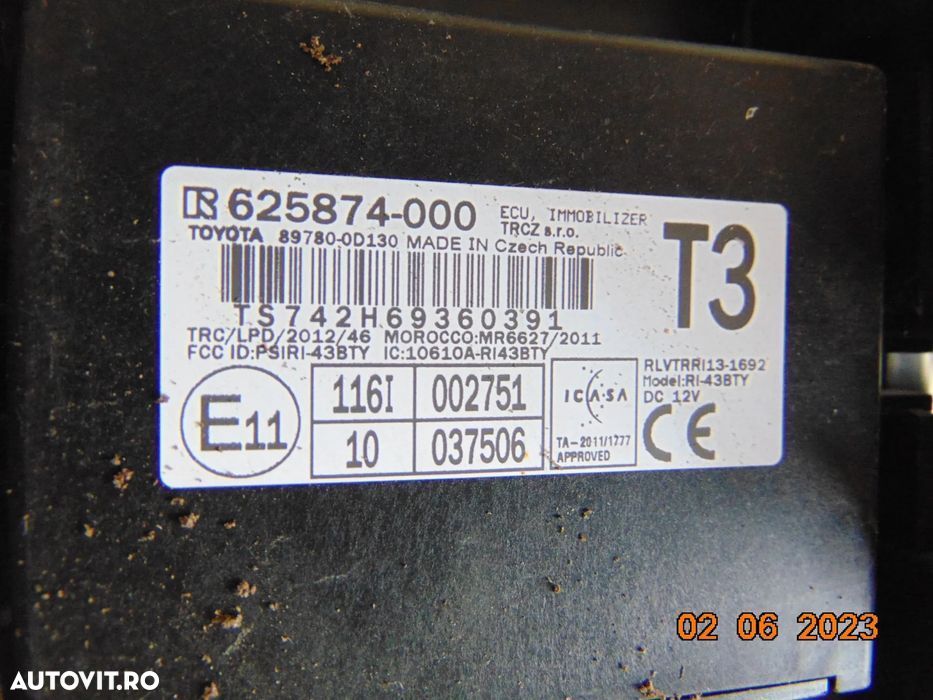 R 625874-000 ECU, IMMOBILIZER
TRCZ s.r.o.
TOYOTA 89780-0D130 MADE IN Czech Republic
T3
TS742H69360391
TRC/LPD/2012/46 MOROCCO:MR6627/2011
FCC ID:PSIRI-43BTY IC:10610A-RI43BTY
RLVTRRI13-1692
Model:RI-43BTY
DC 12V
E11
116I 002751
10 037506
ICASA
TA-2011/1777
APPROVED
CE
02 06 2023
AUTOVIT.RO